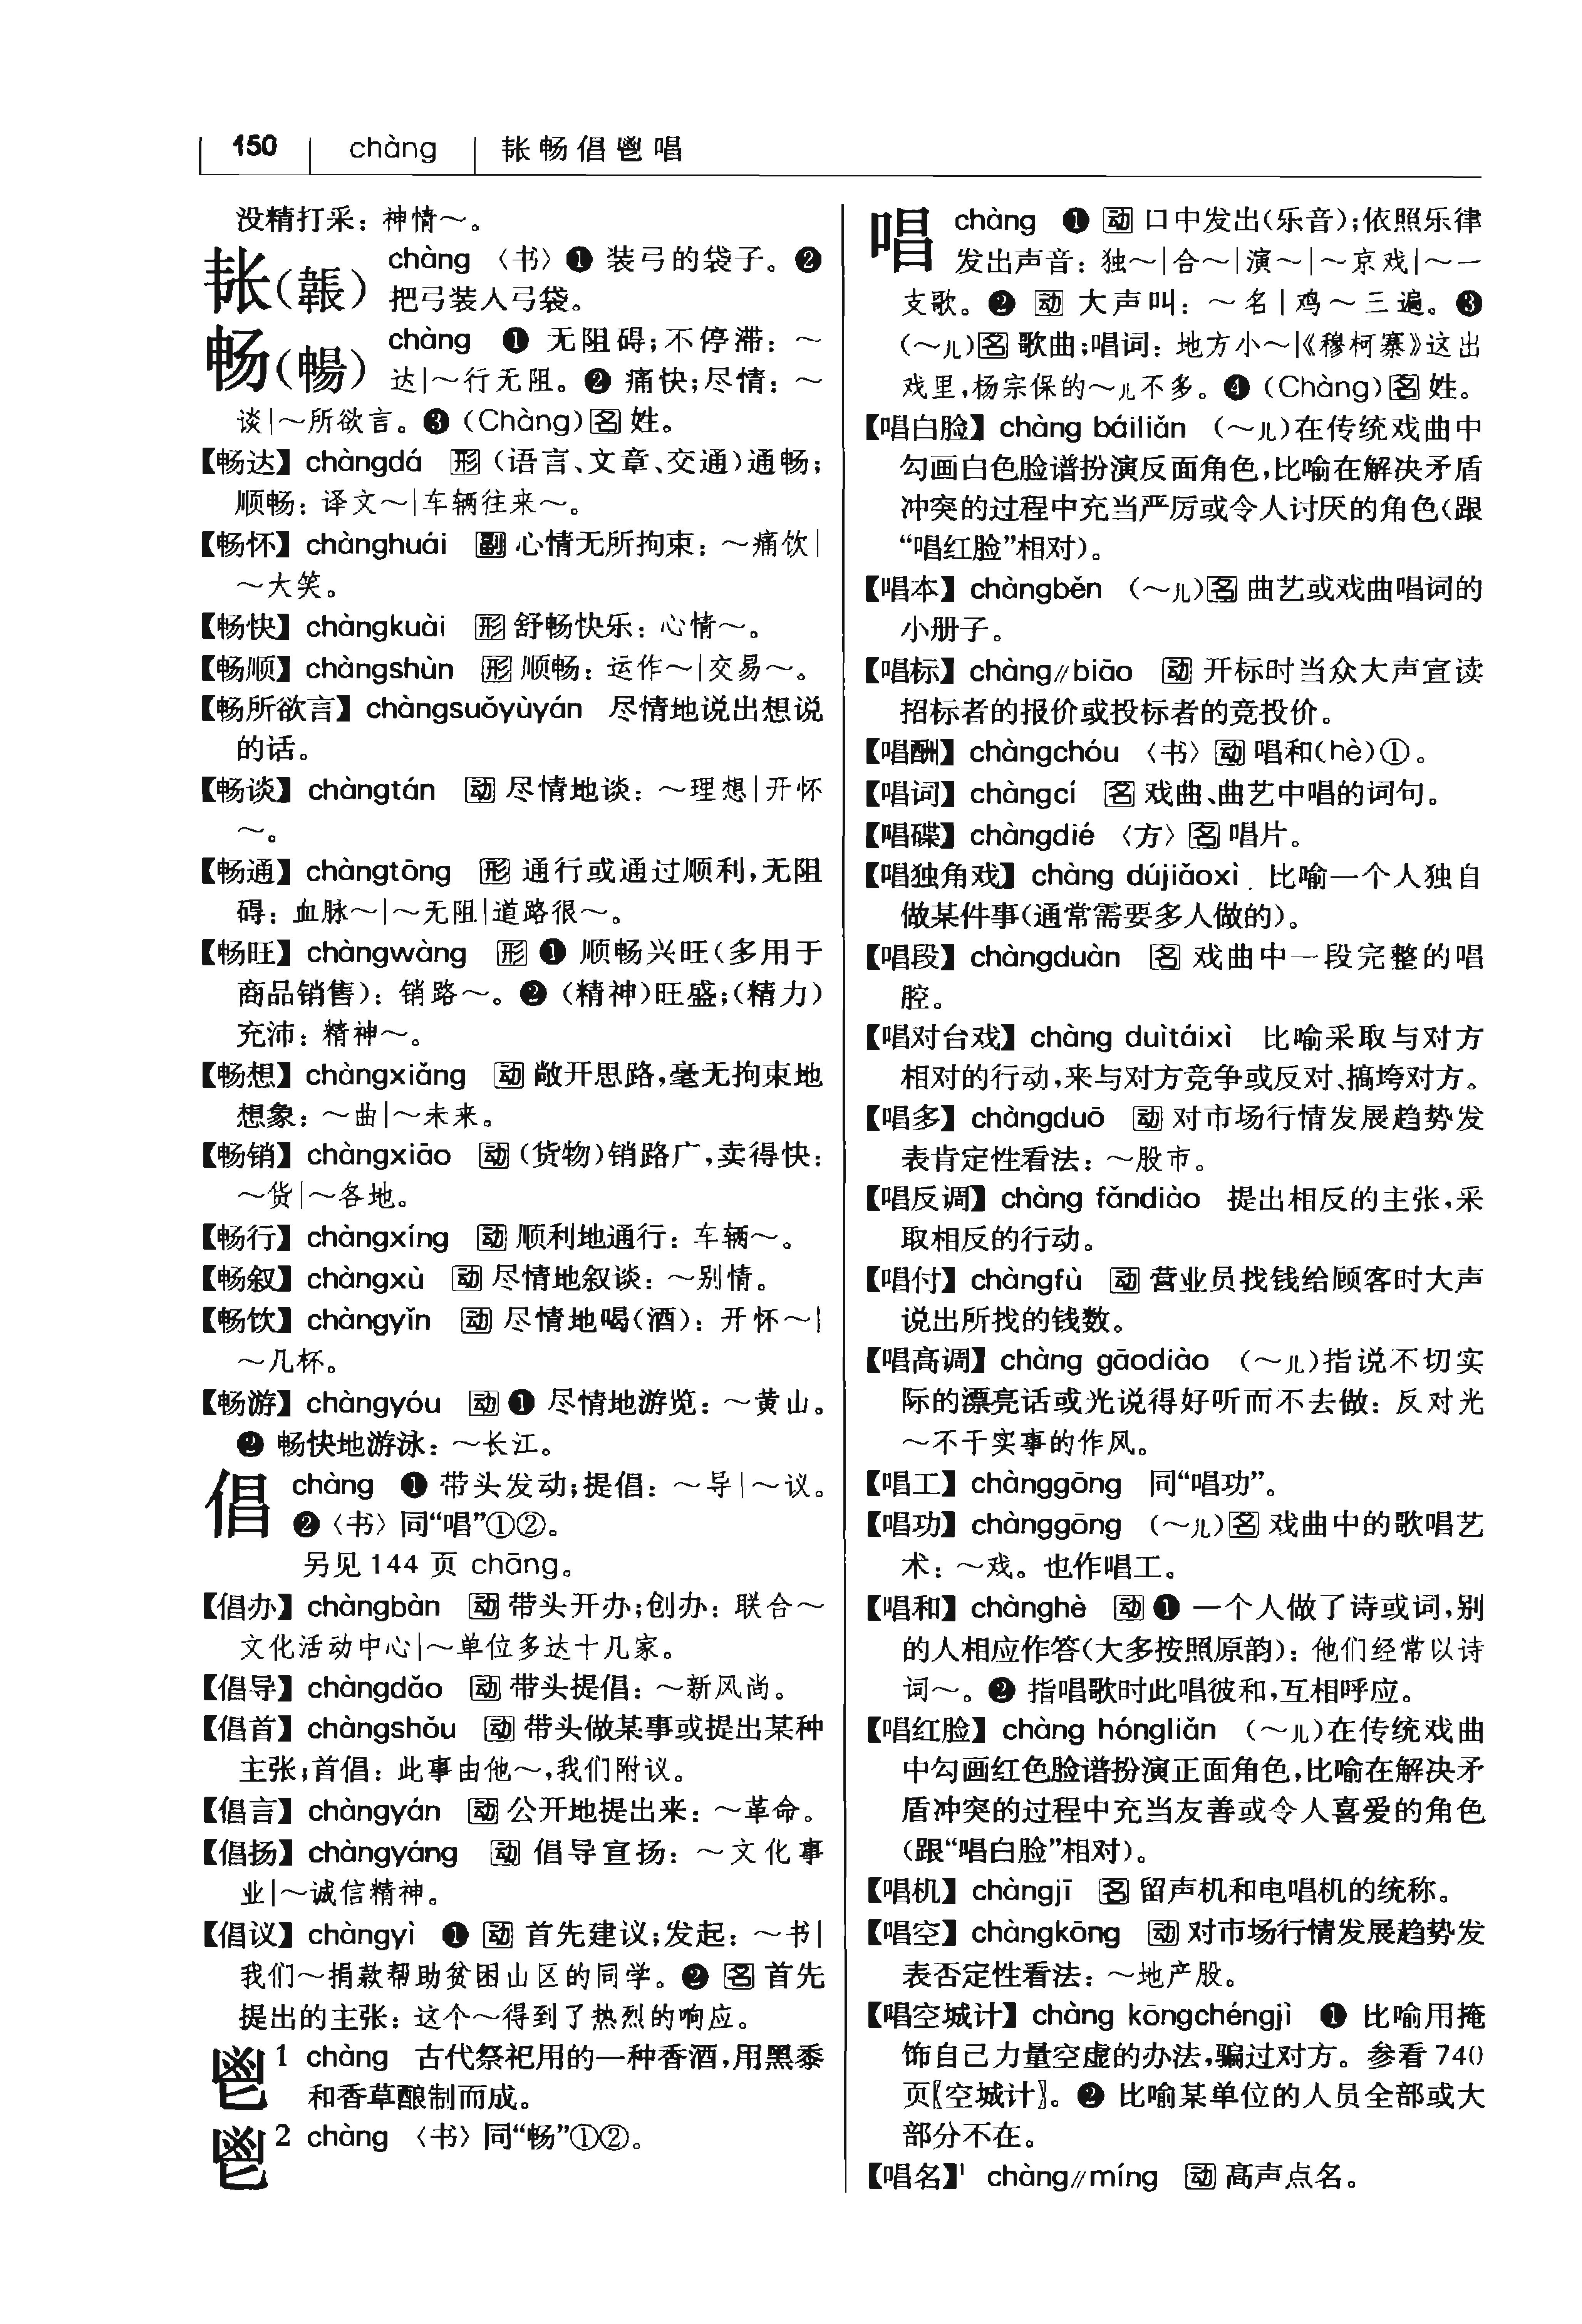 150 chàng 韔畅倡鬯唱
没精打采：神情～。
韔(韔) chàng 〈书〉❶ 装弓的袋子。❷
把弓装入弓袋。
畅(暢) chàng ❶ 无阻碍；不停滞：～
达|～行无阻。❷ 痛快；尽情：～
谈|～所欲言。❸（Chàng）名 姓。
【畅达】chàngdá 形（语言、文章、交通）通畅；
顺畅：译文～|车辆往来～。
【畅怀】chànghuái 副 心情无所拘束：～痛饮|
～大笑。
【畅快】chàngkuài 形 舒畅快乐：心情～。
【畅顺】chàngshùn 形 顺畅：运作～|交易～。
【畅所欲言】chàngsuǒyùyán 尽情地说出想说
的话。
【畅谈】chàngtán 动 尽情地谈：～理想|开怀
～。
【畅通】chàngtōng 形 通行或通过顺利，无阻
碍：血脉～|～无阻|道路很～。
【畅旺】chàngwàng 形 ❶ 顺畅兴旺（多用于
商品销售）：销路～。❷（精神）旺盛；（精力）
充沛：精神～。
【畅想】chàngxiǎng 动 敞开思路，毫无拘束地
想象：～曲|～未来。
【畅销】chàngxiāo 动（货物）销路广，卖得快：
～货|～各地。
【畅行】chàngxíng 动 顺利地通行：车辆～。
【畅叙】chàngxù 动 尽情地叙谈：～别情。
【畅饮】chàngyǐn 动 尽情地喝（酒）：开怀～|
～几杯。
【畅游】chàngyóu 动 ❶ 尽情地游览：～黄山。
❷ 畅快地游泳：～长江。
倡 chàng ❶ 带头发动；提倡：～导|～议。
❷〈书〉同“唱”①②。
另见 144 页 chāng。
【倡办】chàngbàn 动 带头开办；创办：联合～
文化活动中心|～单位多达十几家。
【倡导】chàngdǎo 动 带头提倡：～新风尚。
【倡首】chàngshǒu 动 带头做某事或提出某种
主张；首倡：此事由他～，我们附议。
【倡言】chàngyán 动 公开地提出来：～革命。
【倡扬】chàngyáng 动 倡导宣扬：～文化事
业|～诚信精神。
【倡议】chàngyì ❶ 动 首先建议；发起：～书|
我们～捐款帮助贫困山区的同学。❷ 名 首先
提出的主张：这个～得到了热烈的响应。
鬯1 chàng 古代祭祀用的一种香酒，用黑黍
和香草酿制而成。
鬯2 chàng 〈书〉同“畅”①②。
唱 chàng ❶ 动 口中发出（乐音）；依照乐律
发出声音：独～|合～|演～|～京戏|～一
支歌。❷ 动 大声叫：～名|鸡～三遍。❸
（～儿）名 歌曲；唱词：地方小～|《穆柯寨》这出
戏里，杨宗保的～儿不多。❹（Chàng）名 姓。
【唱白脸】chàng báiliǎn （～儿）在传统戏曲中
勾画白色脸谱扮演反面角色，比喻在解决矛盾
冲突的过程中充当严厉或令人讨厌的角色（跟
“唱红脸”相对）。
【唱本】chàngběn （～儿）名 曲艺或戏曲唱词的
小册子。
【唱标】chàng∥biāo 动 开标时当众大声宣读
招标者的报价或投标者的竞投价。
【唱酬】chàngchóu 〈书〉动 唱和(hè)①。
【唱词】chàngcí 名 戏曲、曲艺中唱的词句。
【唱碟】chàngdié 〈方〉名 唱片。
【唱独角戏】chàng dújiǎoxì 比喻一个人独自
做某件事（通常需要多人做的）。
【唱段】chàngduàn 名 戏曲中一段完整的唱
腔。
【唱对台戏】chàng duìtáixì 比喻采取与对方
相对的行动，来与对方竞争或反对、搞垮对方。
【唱多】chàngduō 动 对市场行情发展趋势发
表肯定性看法：～股市。
【唱反调】chàng fǎndiào 提出相反的主张，采
取相反的行动。
【唱付】chàngfù 动 营业员找钱给顾客时大声
说出所找的钱数。
【唱高调】chàng gāodiào （～儿）指说不切实
际的漂亮话或光说得好听而不去做：反对光
～不干实事的作风。
【唱工】chànggōng 同“唱功”。
【唱功】chànggōng （～儿）名 戏曲中的歌唱艺
术：～戏。也作唱工。
【唱和】chànghè 动 ❶ 一个人做了诗或词，别
的人相应作答（大多按照原韵）：他们经常以诗
词～。❷ 指唱歌时此唱彼和，互相呼应。
【唱红脸】chàng hóngliǎn （～儿）在传统戏曲
中勾画红色脸谱扮演正面角色，比喻在解决矛
盾冲突的过程中充当友善或令人喜爱的角色
（跟“唱白脸”相对）。
【唱机】chàngjī 名 留声机和电唱机的统称。
【唱空】chàngkōng 动 对市场行情发展趋势发
表否定性看法：～地产股。
【唱空城计】chàng kōngchéngjì ❶ 比喻用掩
饰自己力量空虚的办法，骗过对方。参看 740
页〖空城计〗。❷ 比喻某单位的人员全部或大
部分不在。
【唱名】1 chàng∥míng 动 高声点名。